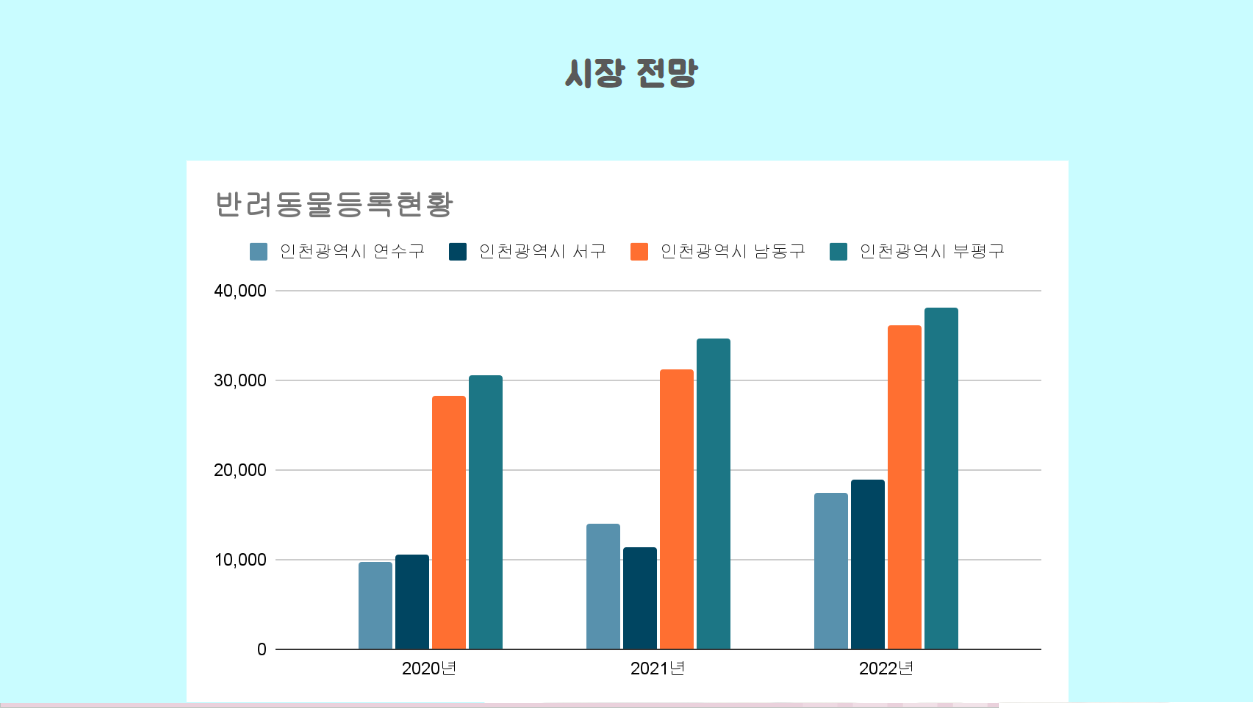 시장 전망
반려동물등록현황
인천광역시 연수구 인천광역시 서구 인천광역시 남동구 인천광역시 부평구
40,000
30,000
20,000
10,000
0
2020년 2021년 2022년